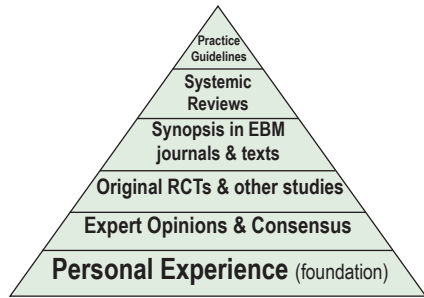 Practice
Guidelines
Systemic
Reviews
Synopsis in EBM
journals & texts
Original RCTs & other studies
Expert Opinions & Consensus
Personal Experience (foundation)